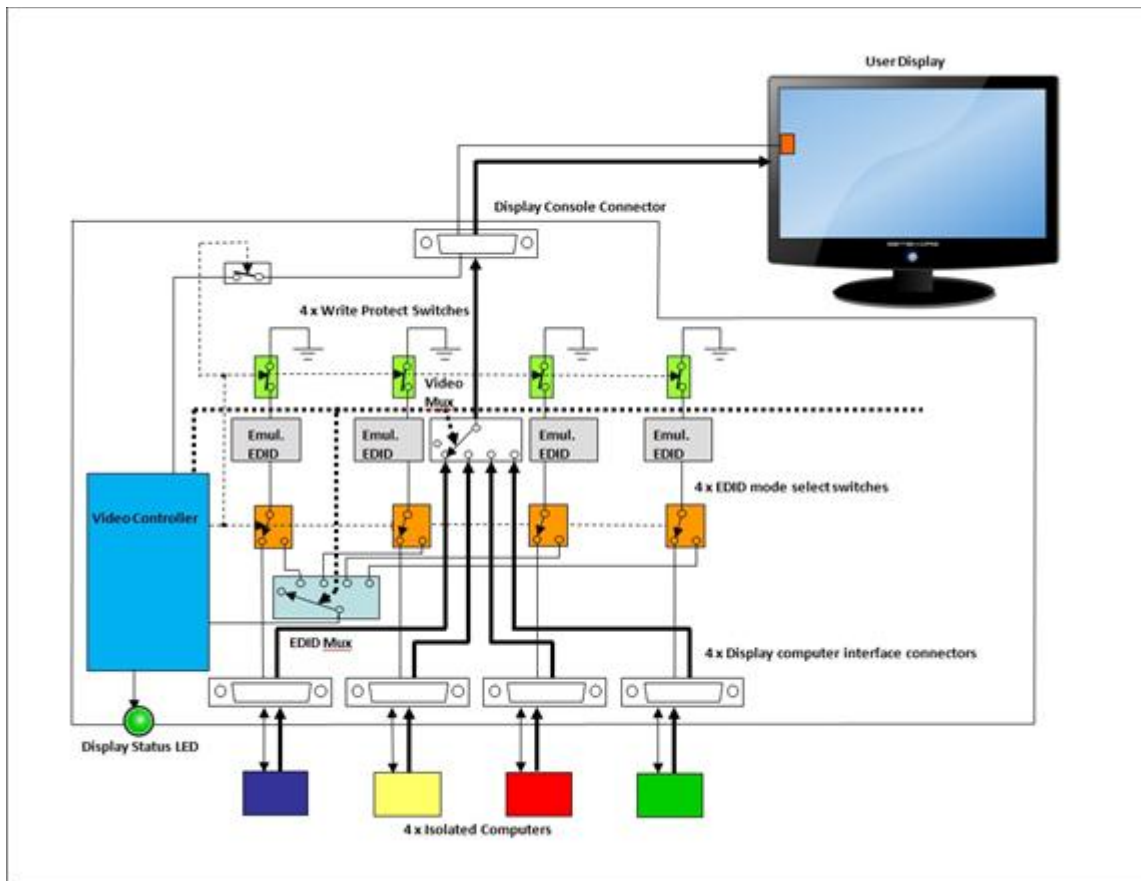 User Display
Display Console Connector
4 x Write Protect Switches
Video
Mux
Emul.
EDID
Emul.
EDID
Emul.
EDID
Emul.
EDID
4 x EDID mode select switches
Video Controller
EDID Mux
4 x Display computer interface connectors
Display Status LED
4 x Isolated Computers